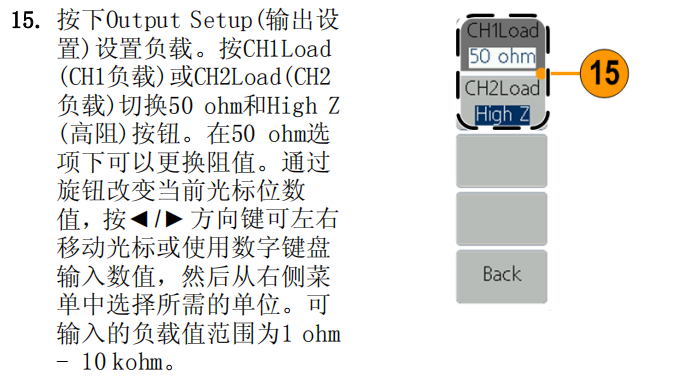 15. 按下Output Setup(输出设
置)设置负载。按CH1Load
(CH1负载)或CH2Load(CH2
负载)切换50 ohm和High Z
(高阻)按钮。在50 ohm选
项下可以更换阻值。通过
旋钮改变当前光标位数
值，按◄/►方向键可左右
移动光标或使用数字键盘
输入数值，然后从右侧菜
单中选择所需的单位。可
输入的负载值范围为1 ohm
- 10 kohm。
CH1Load
50 ohm
15
CH2Load
High Z
Back